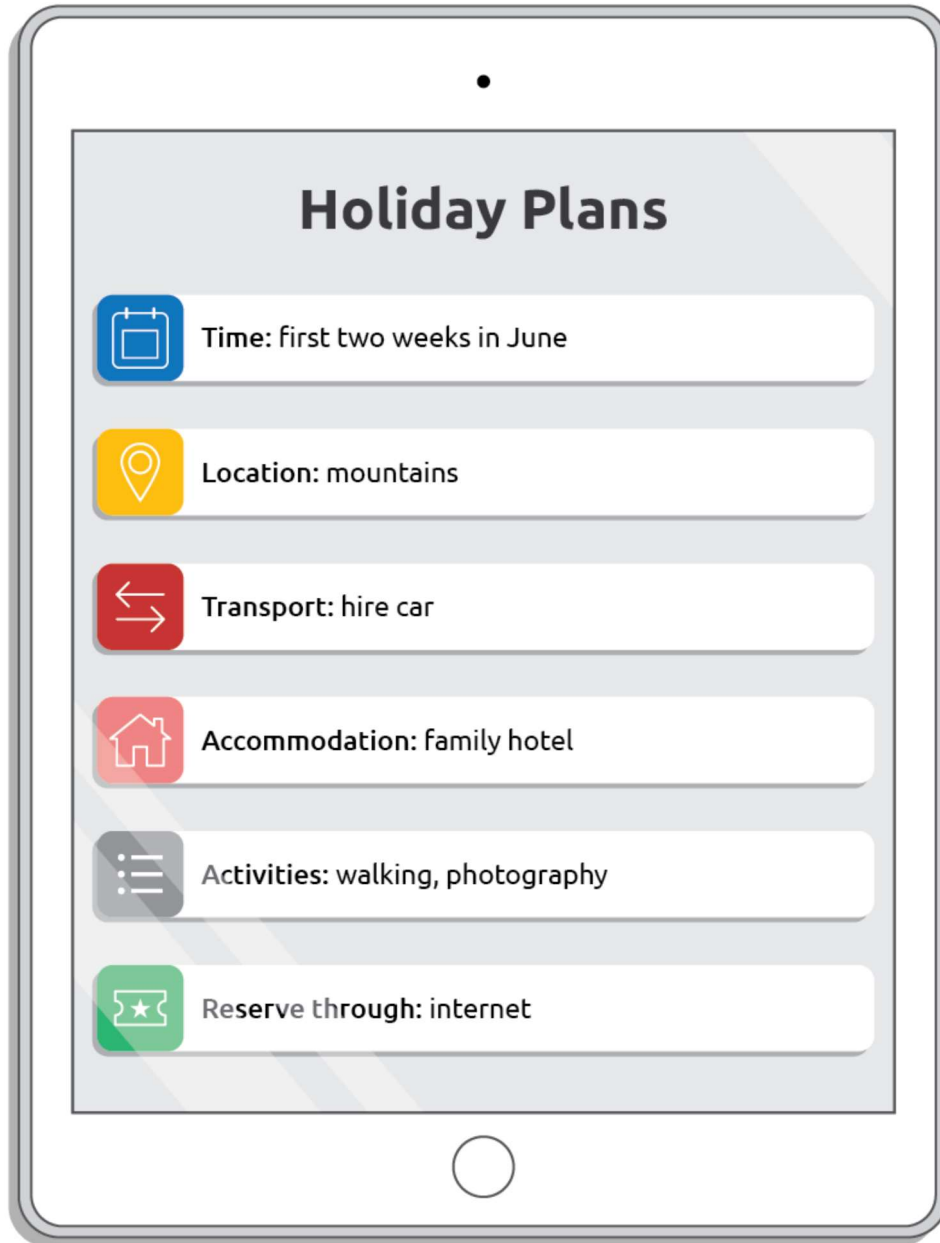 Holiday Plans
Time: first two weeks in June
Location: mountains
Transport: hire car
Accommodation: family hotel
Activities: walking, photography
Reserve through: internet